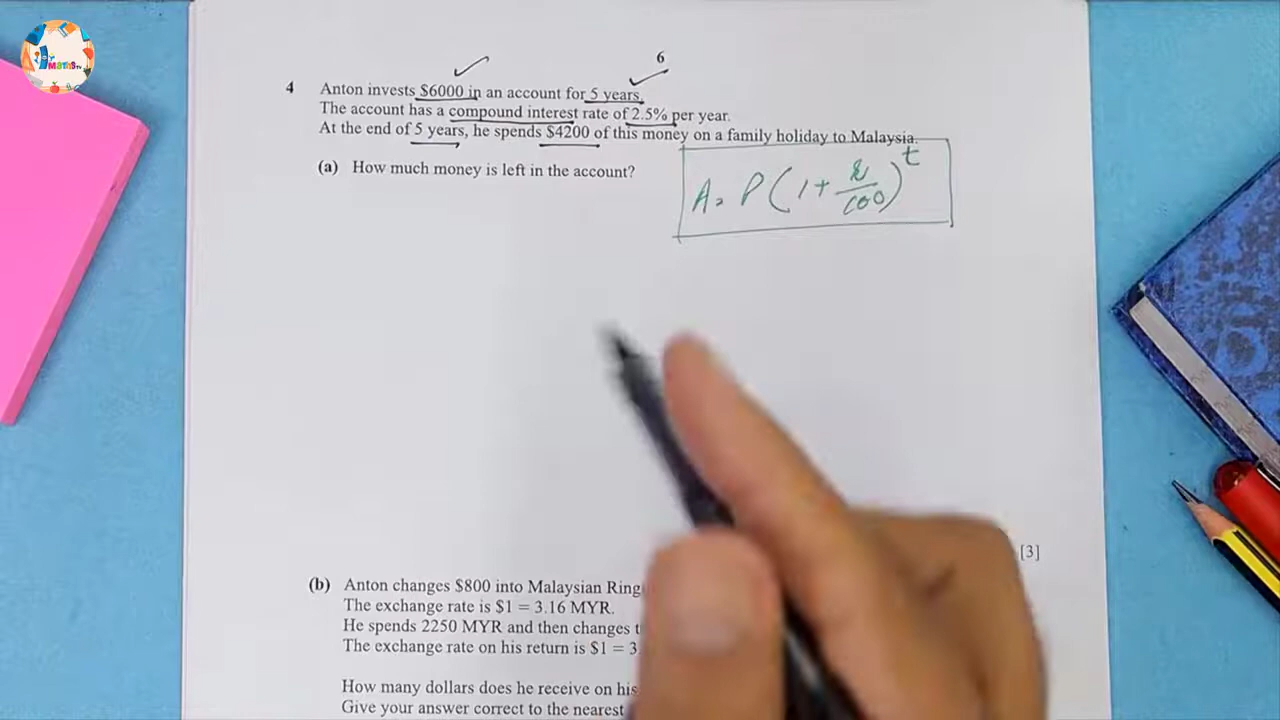 MATHS TV
6
4 Anton invests $6000 in an account for 5 years.
The account has a compound interest rate of 2.5% per year.
At the end of 5 years, he spends $4200 of this money on a family holiday to Malaysia.
(a) How much money is left in the account?
A = P(1 + r/100)^t
[3]
(b) Anton changes $800 into Malaysian Ring
The exchange rate is $1 = 3.16 MYR.
He spends 2250 MYR and then changes t
The exchange rate on his return is $1 = 3.
How many dollars does he receive on his
Give your answer correct to the nearest